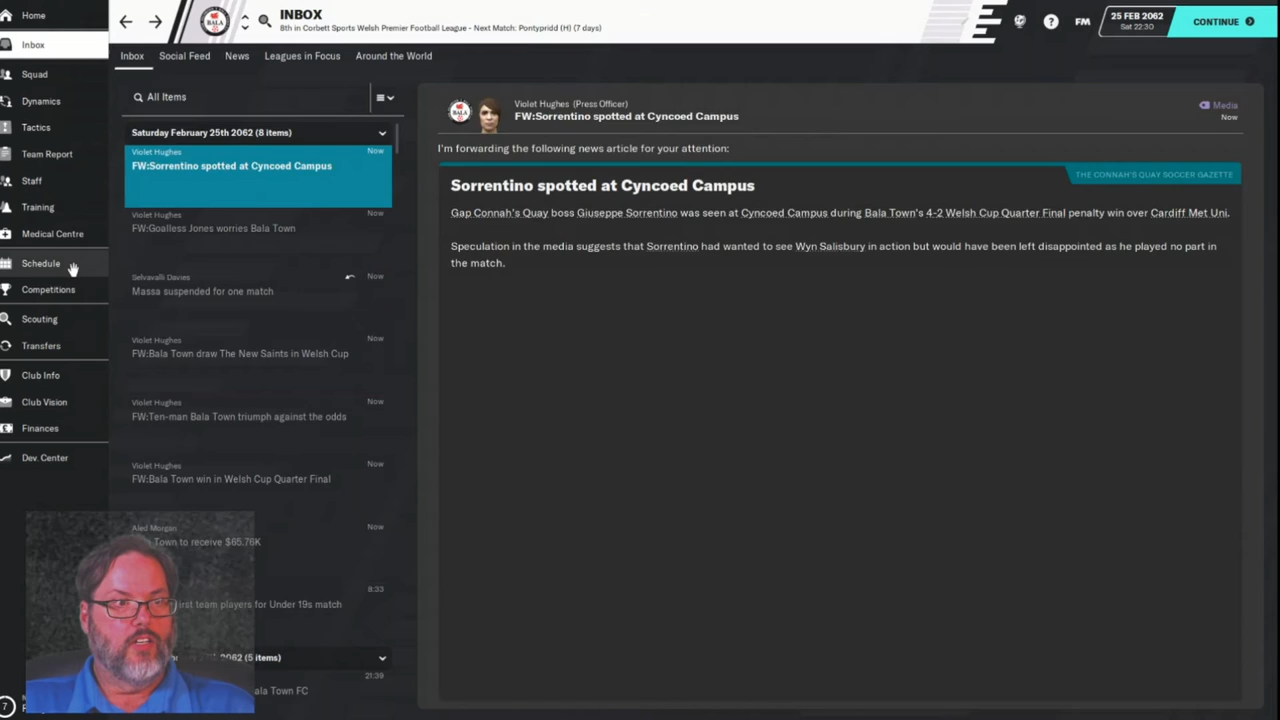 Home
Inbox
Squad
Dynamics
Tactics
Team Report
Staff
Training
Medical Centre
Schedule
Competitions
Scouting
Transfers
Club Info
Club Vision
Finances
Dev. Center
7
BALA
INBOX
8th in Corbett Sports Welsh Premier Football League - Next Match: Pontypridd (H) (7 days)
?
FM
25 FEB 2062
Sat 22:30
CONTINUE
Inbox
Social Feed
News
Leagues in Focus
Around the World
All Items
Saturday February 25th 2062 (8 items)
Violet Hughes
Now
FW:Sorrentino spotted at Cyncoed Campus
Violet Hughes
Now
FW:Goalless Jones worries Bala Town
Selvavalli Davies
Now
Massa suspended for one match
Violet Hughes
Now
FW:Bala Town draw The New Saints in Welsh Cup
Violet Hughes
Now
FW:Ten-man Bala Town triumph against the odds
Violet Hughes
Now
FW:Bala Town win in Welsh Cup Quarter Final
Aled Morgan
Now
Town to receive $65.76K
8:33
irst team players for Under 19s match
2062 (5 items)
21:39
ala Town FC
BALA
Violet Hughes (Press Officer)
FW:Sorrentino spotted at Cyncoed Campus
Media
Now
I'm forwarding the following news article for your attention:
THE CONNAH'S QUAY SOCCER GAZETTE
Sorrentino spotted at Cyncoed Campus
Gap Connah's Quay boss Giuseppe Sorrentino was seen at Cyncoed Campus during Bala Town's 4-2 Welsh Cup Quarter Final penalty win over Cardiff Met Uni.
Speculation in the media suggests that Sorrentino had wanted to see Wyn Salisbury in action but would have been left disappointed as he played no part in
the match.